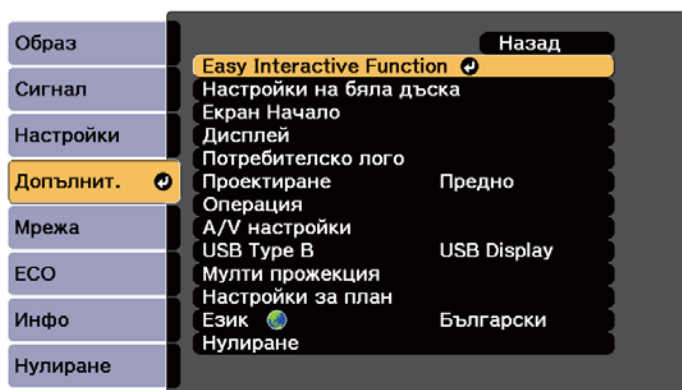 Образ
Сигнал
Настройки
Допълнит.
Мрежа
ECO
Инфо
Нулиране
Назад
Easy Interactive Function
Настройки на бяла дъска
Екран Начало
Дисплей
Потребителско лого
Проектиране Предно
Операция
A/V настройки
USB Type B USB Display
Мулти прожекция
Настройки за план
Език Български
Нулиране